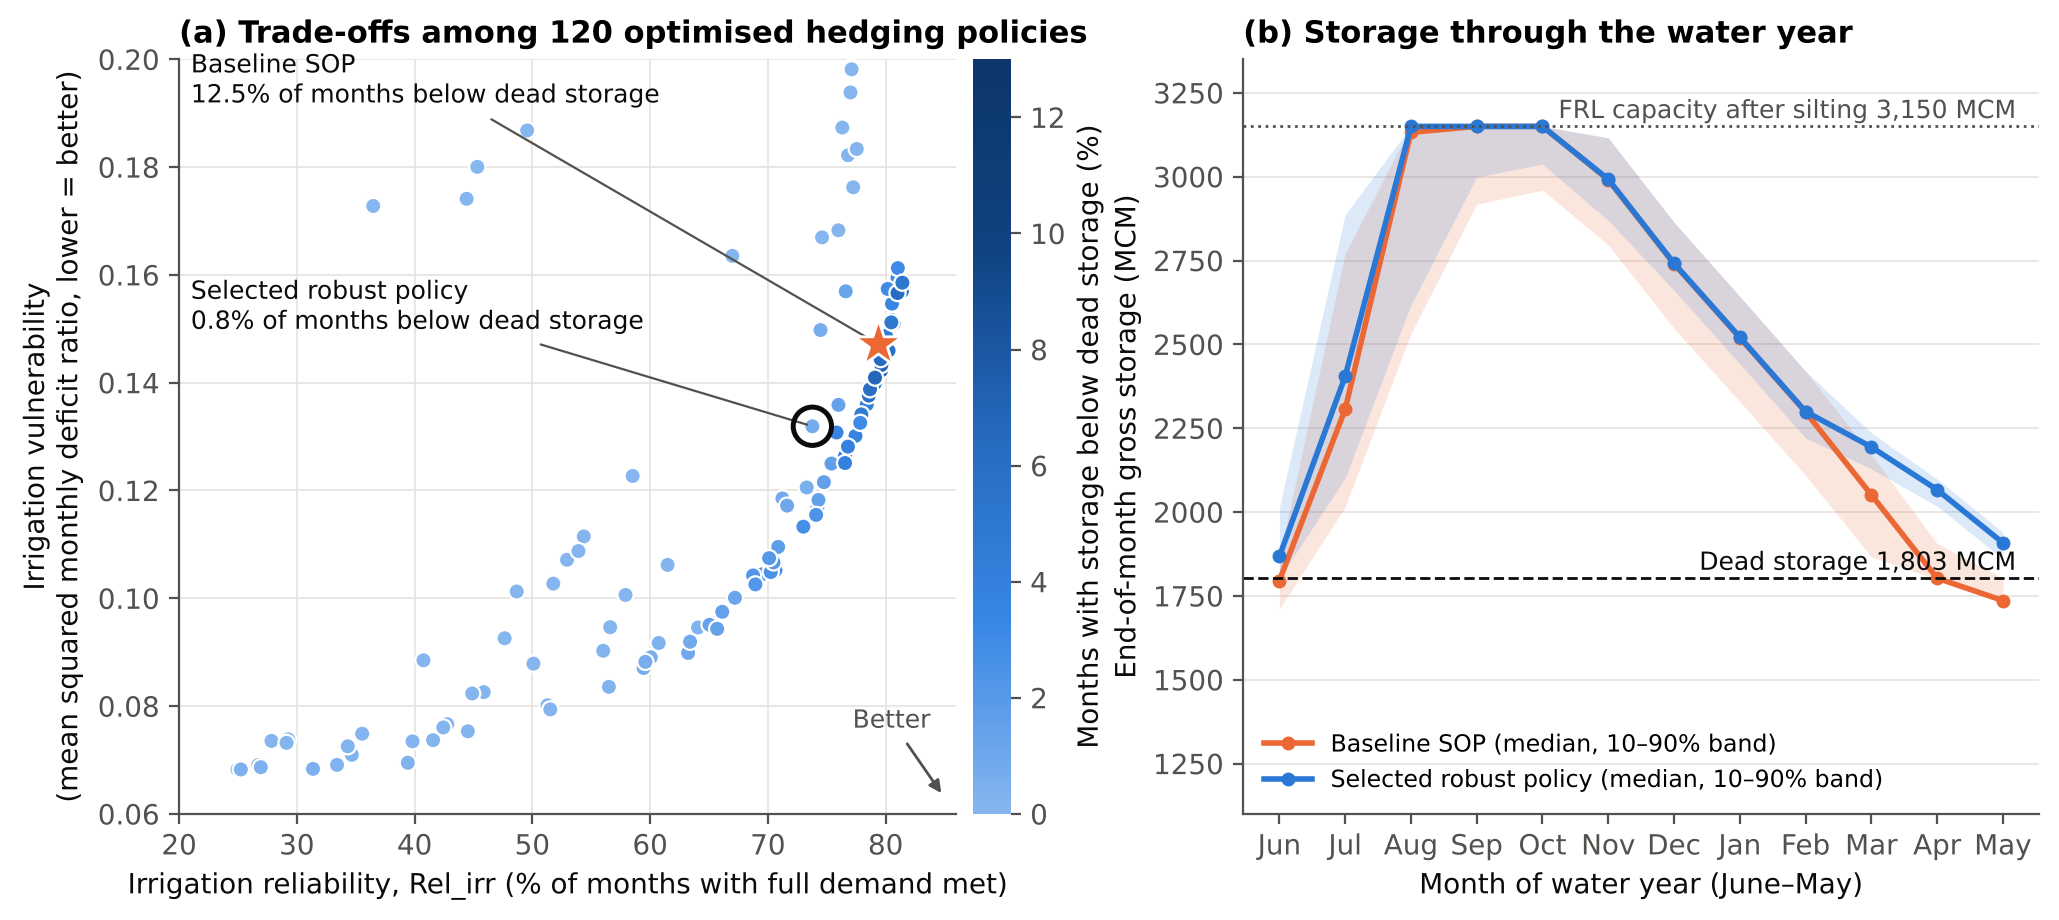 (a) Trade-offs among 120 optimised hedging policies
Irrigation vulnerability
(mean squared monthly deficit ratio, lower = better)
0.20
0.18
0.16
0.14
0.12
0.10
0.08
0.06
Baseline SOP
12.5% of months below dead storage
Selected robust policy
0.8% of months below dead storage
Better
20
30
40
50
60
70
80
Irrigation reliability, Rel_irr (% of months with full demand met)
12
10
8
6
4
2
0
Months with storage below dead storage (%)
(b) Storage through the water year
End-of-month gross storage (MCM)
3250
3000
2750
2500
2250
2000
1750
1500
1250
FRL capacity after silting 3,150 MCM
Dead storage 1,803 MCM
Baseline SOP (median, 10–90% band)
Selected robust policy (median, 10–90% band)
Jun
Jul
Aug
Sep
Oct
Nov
Dec
Jan
Feb
Mar
Apr
May
Month of water year (June–May)